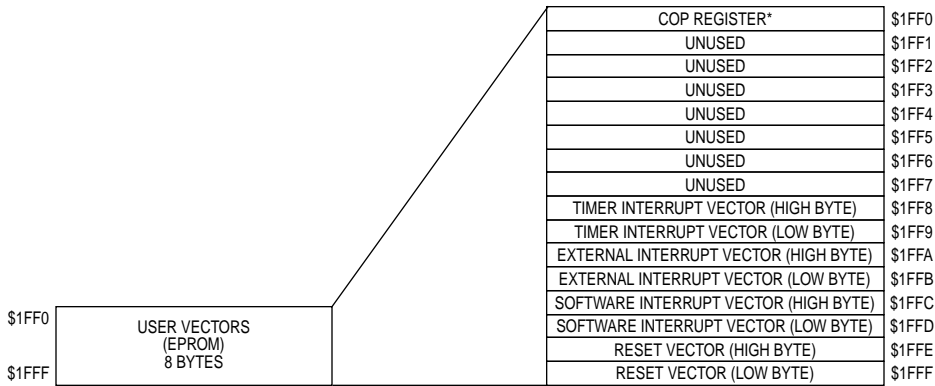 COP REGISTER* $1FF0
UNUSED $1FF1
UNUSED $1FF2
UNUSED $1FF3
UNUSED $1FF4
UNUSED $1FF5
UNUSED $1FF6
UNUSED $1FF7
TIMER INTERRUPT VECTOR (HIGH BYTE) $1FF8
TIMER INTERRUPT VECTOR (LOW BYTE) $1FF9
EXTERNAL INTERRUPT VECTOR (HIGH BYTE) $1FFA
EXTERNAL INTERRUPT VECTOR (LOW BYTE) $1FFB
SOFTWARE INTERRUPT VECTOR (HIGH BYTE) $1FFC
SOFTWARE INTERRUPT VECTOR (LOW BYTE) $1FFD
RESET VECTOR (HIGH BYTE) $1FFE
RESET VECTOR (LOW BYTE) $1FFF
$1FF0
USER VECTORS
(EPROM)
8 BYTES
$1FFF